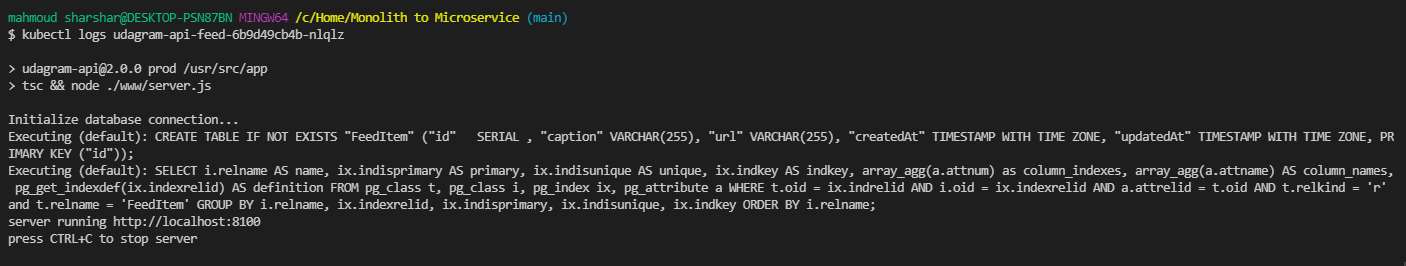 mahmoud sharshar@DESKTOP-PSN87BN MINGW64 /c/Home/Monolith to Microservice (main)
$ kubectl logs udagram-api-feed-6b9d49cb4b-nlqlz
> udagram-api@2.0.0 prod /usr/src/app
> tsc && node ./www/server.js
Initialize database connection...
Executing (default): CREATE TABLE IF NOT EXISTS "FeedItem" ("id"   SERIAL , "caption" VARCHAR(255), "url" VARCHAR(255), "createdAt" TIMESTAMP WITH TIME ZONE, "updatedAt" TIMESTAMP WITH TIME ZONE, PR
IMARY KEY ("id"));
Executing (default): SELECT i.relname AS name, ix.indisprimary AS primary, ix.indisunique AS unique, ix.indkey AS indkey, array_agg(a.attnum) as column_indexes, array_agg(a.attname) AS column_names,
 pg_get_indexdef(ix.indexrelid) AS definition FROM pg_class t, pg_class i, pg_index ix, pg_attribute a WHERE t.oid = ix.indrelid AND i.oid = ix.indexrelid AND a.attrelid = t.oid AND t.relkind = 'r'
and t.relname = 'FeedItem' GROUP BY i.relname, ix.indexrelid, ix.indisprimary, ix.indisunique, ix.indkey ORDER BY i.relname;
server running http://localhost:8100
press CTRL+C to stop server